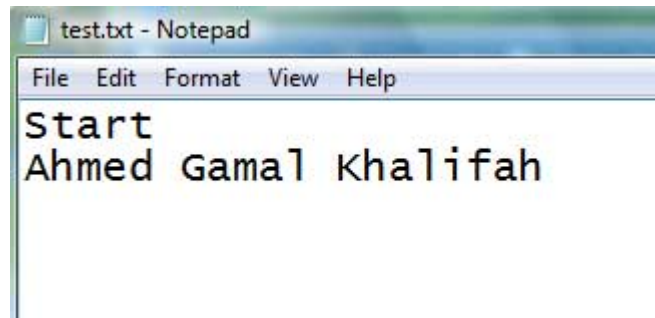 test.txt - Notepad
File Edit Format View Help
Start
Ahmed Gamal Khalifah